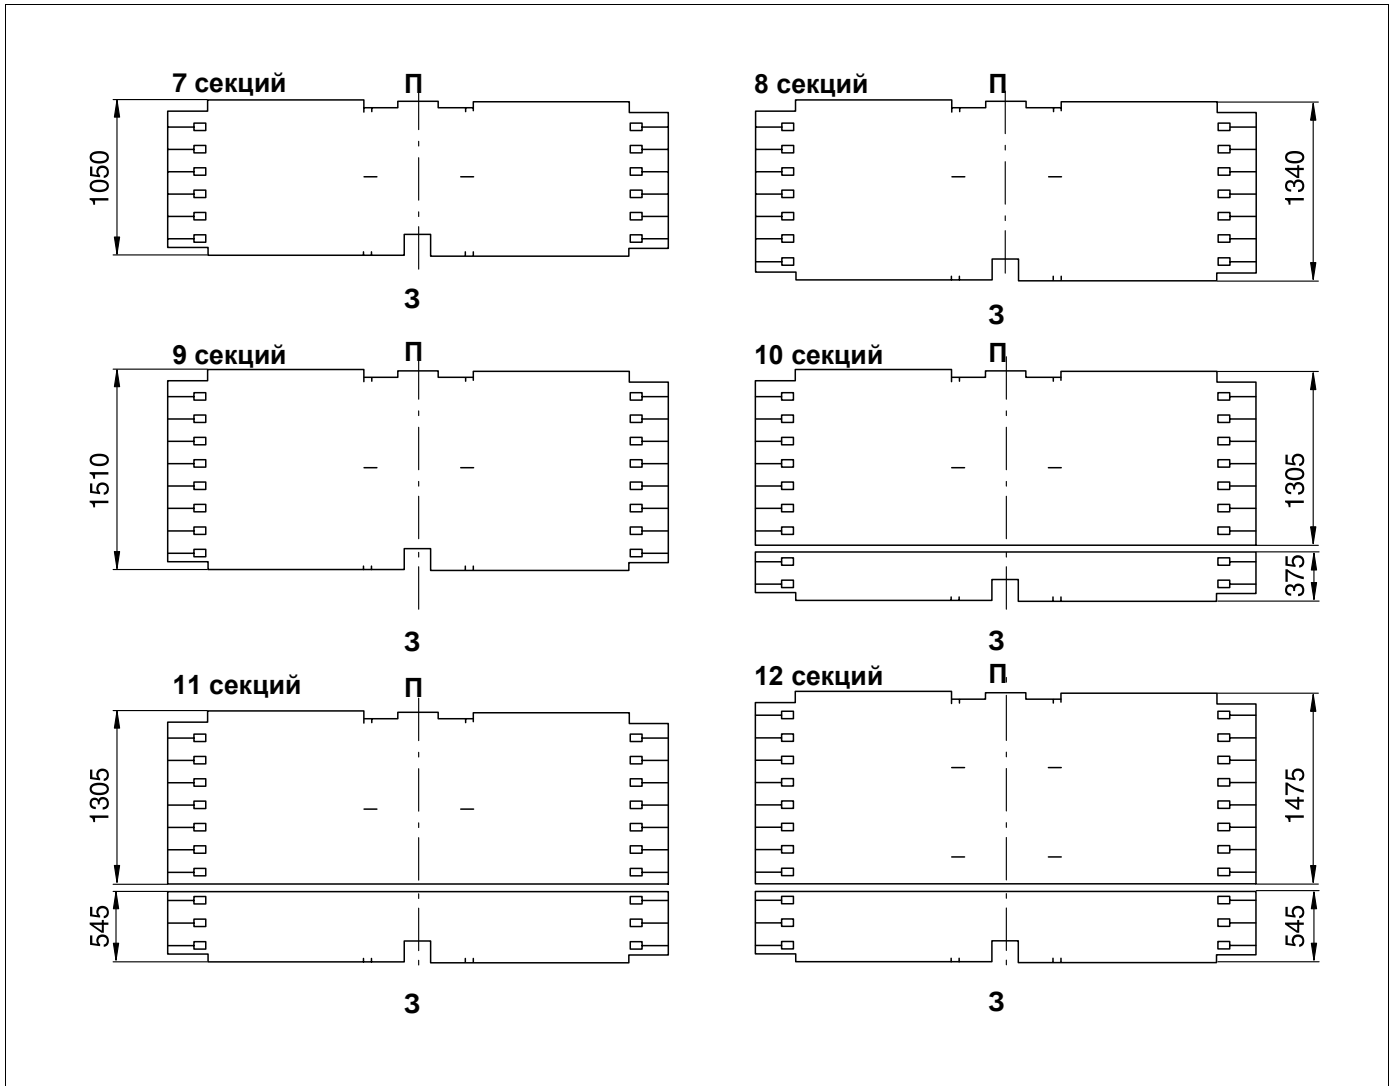 7 секций
П
1050
З
8 секций
П
1340
З
9 секций
П
1510
З
10 секций
П
1305
375
З
11 секций
П
1305
545
З
12 секций
П
1475
545
З